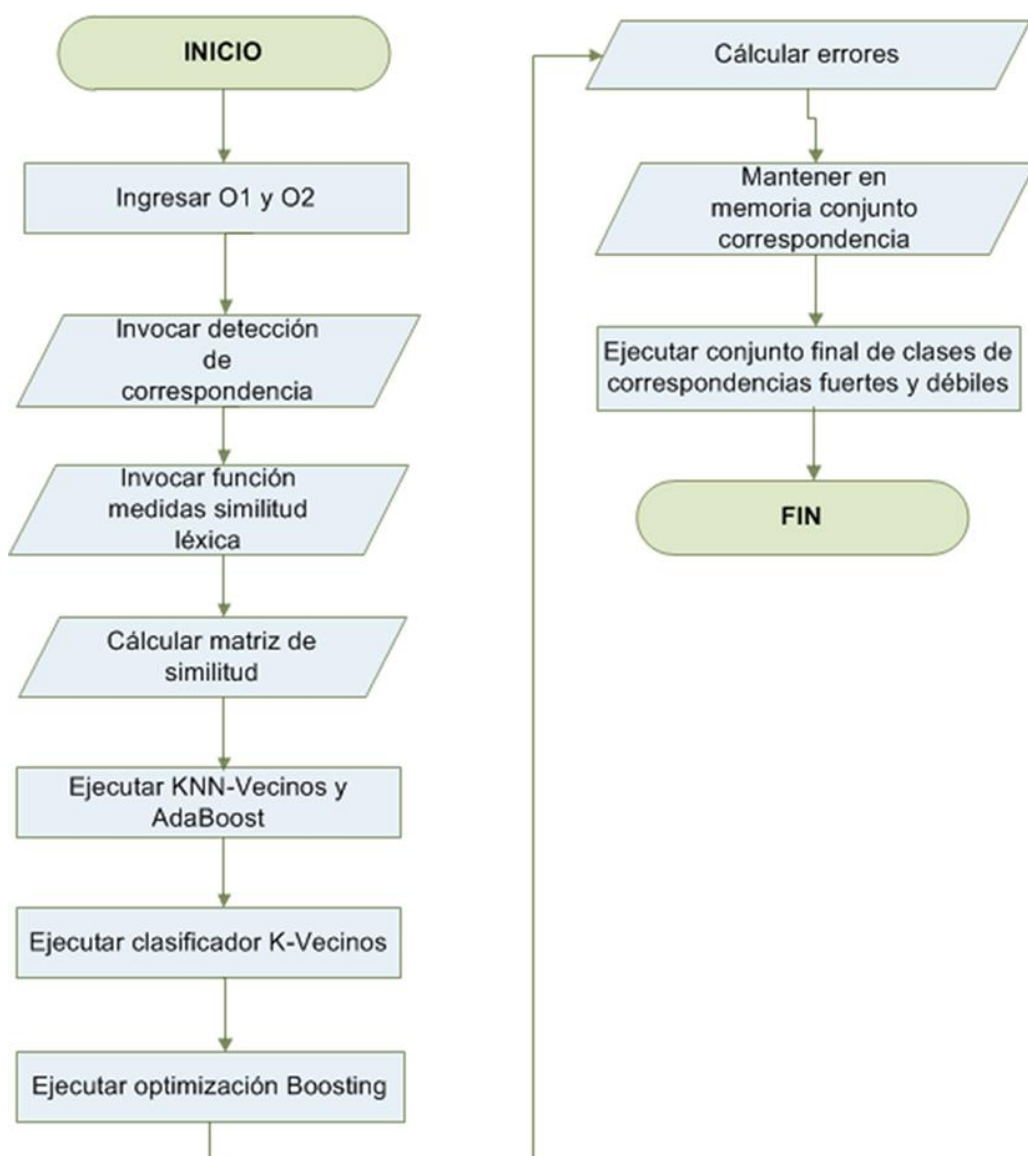 INICIO
Ingresar O1 y O2
Invocar detección
de
correspondencia
Invocar función
medidas similitud
léxica
Cálcular matriz de
similitud
Ejecutar KNN-Vecinos y
AdaBoost
Ejecutar clasificador K-Vecinos
Ejecutar optimización Boosting
Cálcular errores
Mantener en
memoria conjunto
correspondencia
Ejecutar conjunto final de clases de
correspondencias fuertes y débiles
FIN